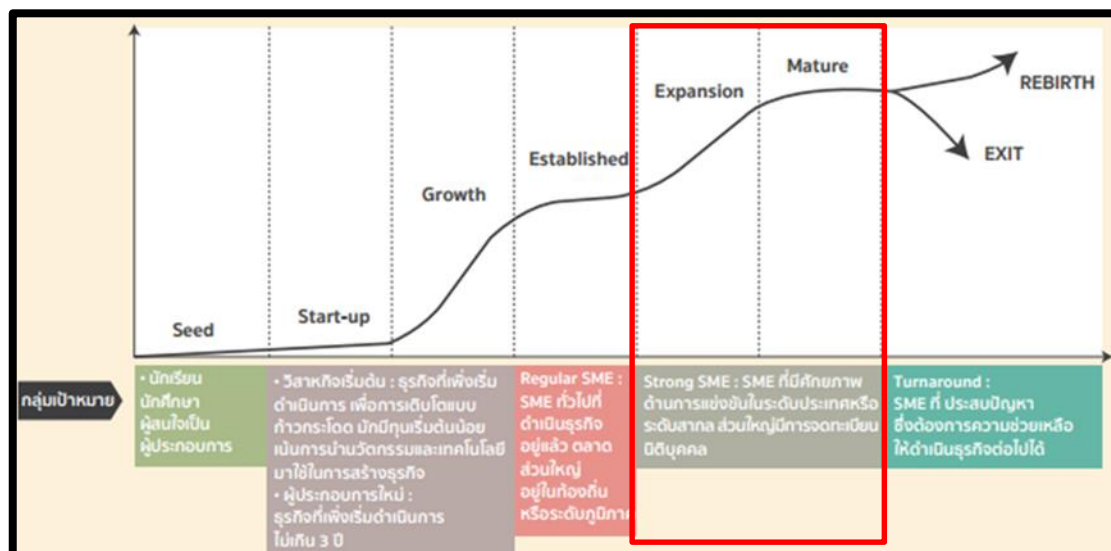 Seed
Start-up
Growth
Established
Expansion
Mature
REBIRTH
EXIT
กลุ่มเป้าหมาย
• นักเรียน
นักศึกษา
ผู้สนใจเป็น
ผู้ประกอบการ
• วิสาหกิจเริ่มต้น : ธุรกิจที่เพิ่งเริ่ม
ดำเนินการ เพื่อการเติบโตแบบ
ก้าวกระโดด มักมีทุนเริ่มต้นน้อย
เน้นการนำนวัตกรรมและเทคโนโลยี
มาใช้ในการสร้างธุรกิจ
• ผู้ประกอบการใหม่ :
ธุรกิจที่เพิ่งเริ่มดำเนินการ
ไม่เกิน 3 ปี
Regular SME :
SME ทั่วไปที่
ดำเนินธุรกิจ
อยู่แล้ว ตลาด
ส่วนใหญ่
อยู่ในท้องถิ่น
หรือระดับภูมิภาค
Strong SME : SME ที่มีศักยภาพ
ด้านการแข่งขันในระดับประเทศหรือ
ระดับสากล ส่วนใหญ่มีการจดทะเบียน
นิติบุคคล
Turnaround :
SME ที่ ประสบปัญหา
ซึ่งต้องการความช่วยเหลือ
ให้ดำเนินธุรกิจต่อไปได้